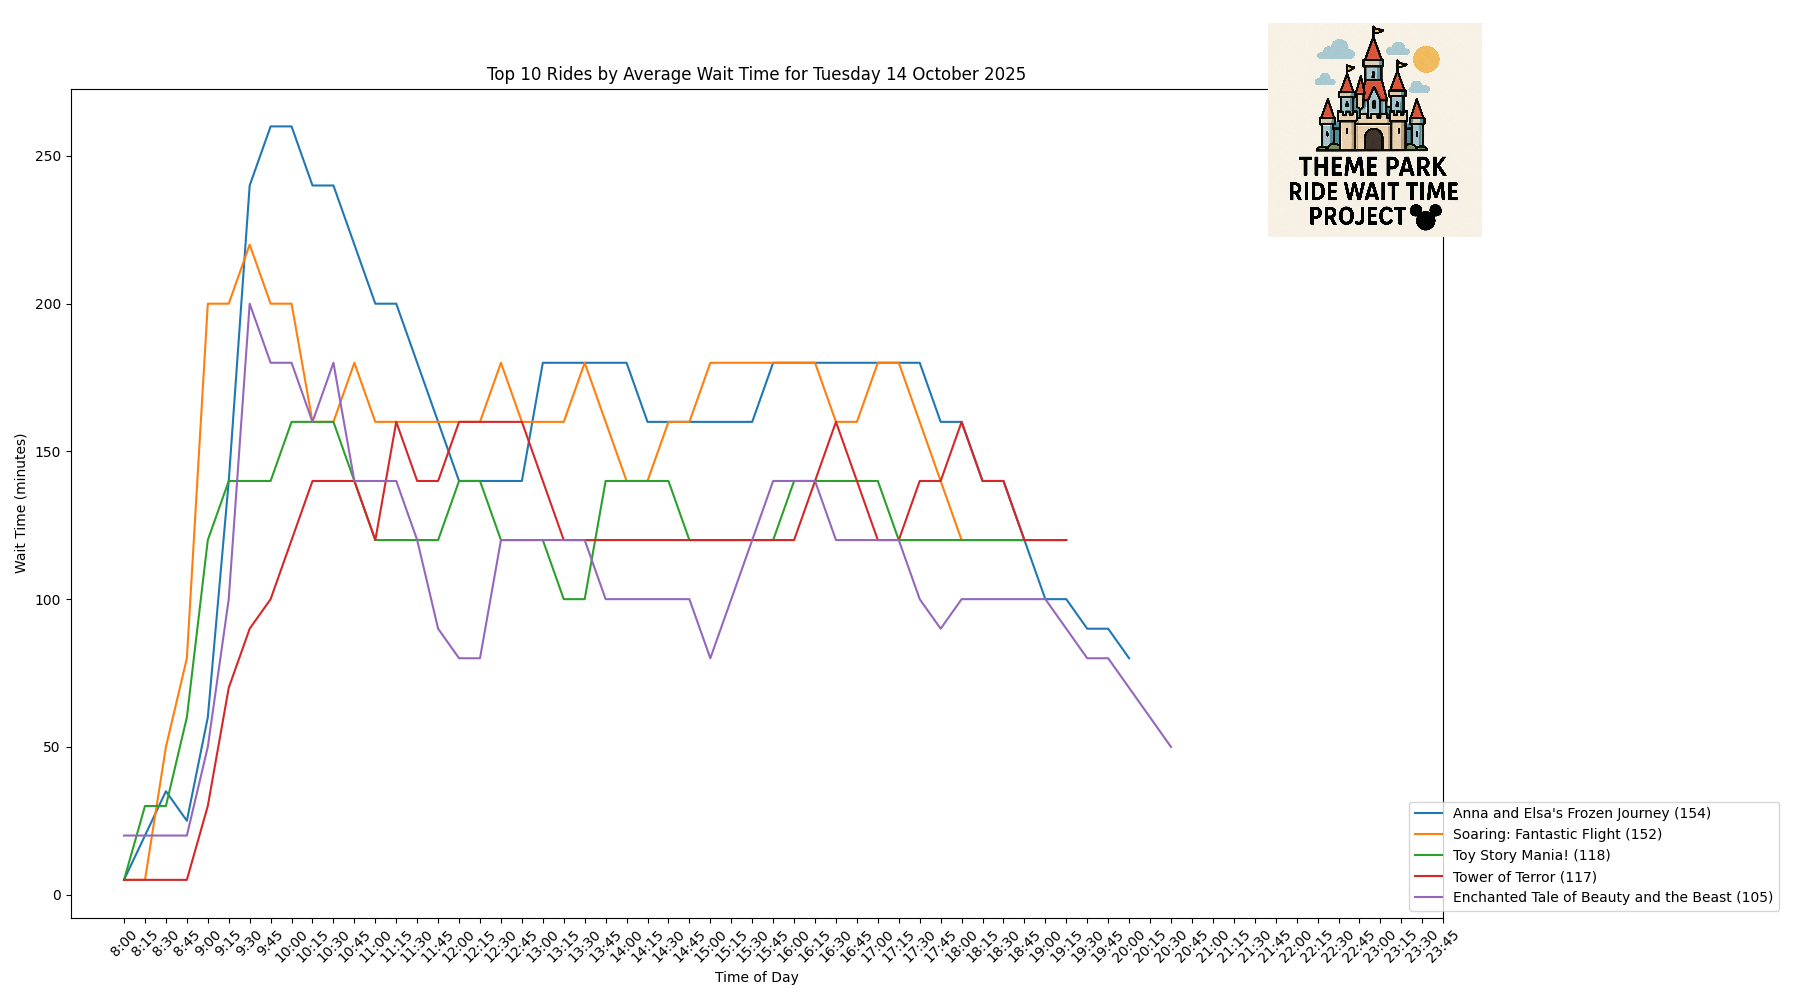 Top 10 Rides by Average Wait Time for Tuesday 14 October 2025
THEME PARK
RIDE WAIT TIME
PROJECT
Wait Time (minutes)
250
200
150
100
50
0
8:00 8:15 8:30 8:45 9:00 9:15 9:30 9:45 10:00 10:15 10:30 10:45 11:00 11:15 11:30 11:45 12:00 12:15 12:30 12:45 13:00 13:15 13:30 13:45 14:00 14:15 14:30 14:45 15:00 15:15 15:30 15:45 16:00 16:15 16:30 16:45 17:00 17:15 17:30 17:45 18:00 18:15 18:30 18:45 19:00 19:15 19:30 19:45 20:00 20:15 20:30 20:45 21:00 21:15 21:30 21:45 22:00 22:15 22:30 22:45 23:00 23:15 23:30 23:45
Time of Day
Anna and Elsa's Frozen Journey (154)
Soaring: Fantastic Flight (152)
Toy Story Mania! (118)
Tower of Terror (117)
Enchanted Tale of Beauty and the Beast (105)